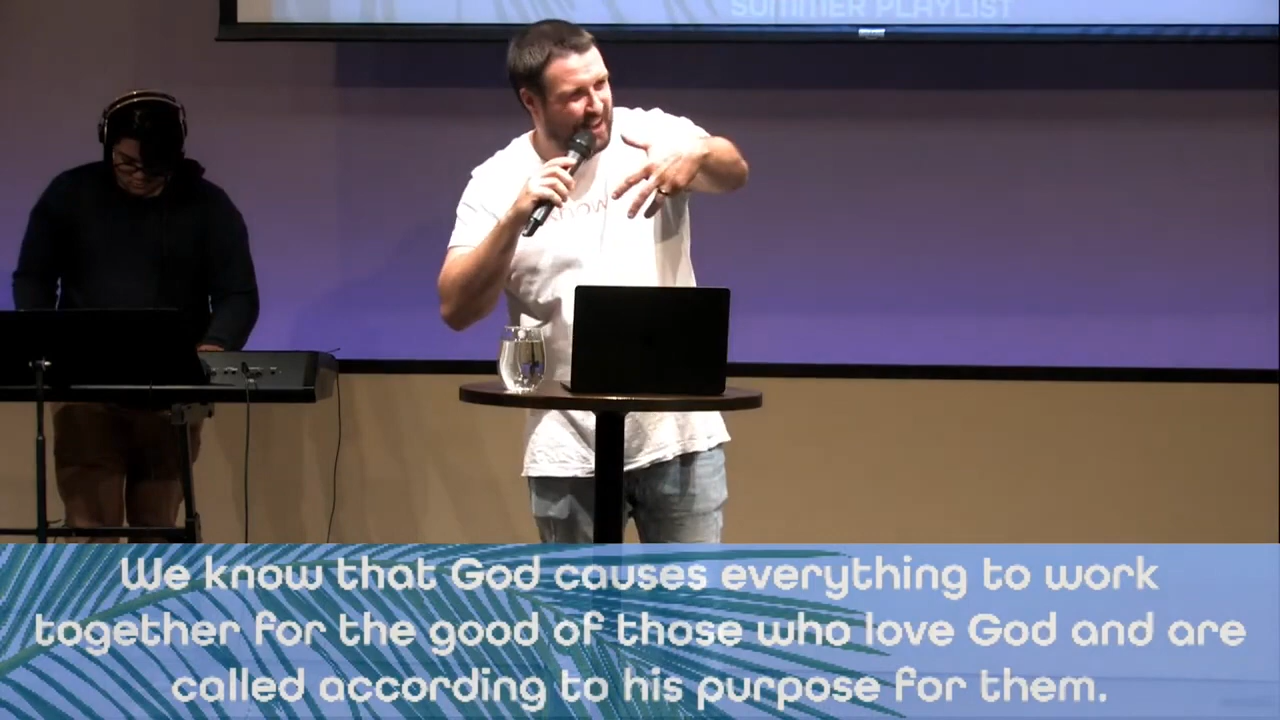 SUMMER PLAYLIST
We know that God causes everything to work
together for the good of those who love God and are
called according to his purpose for them.